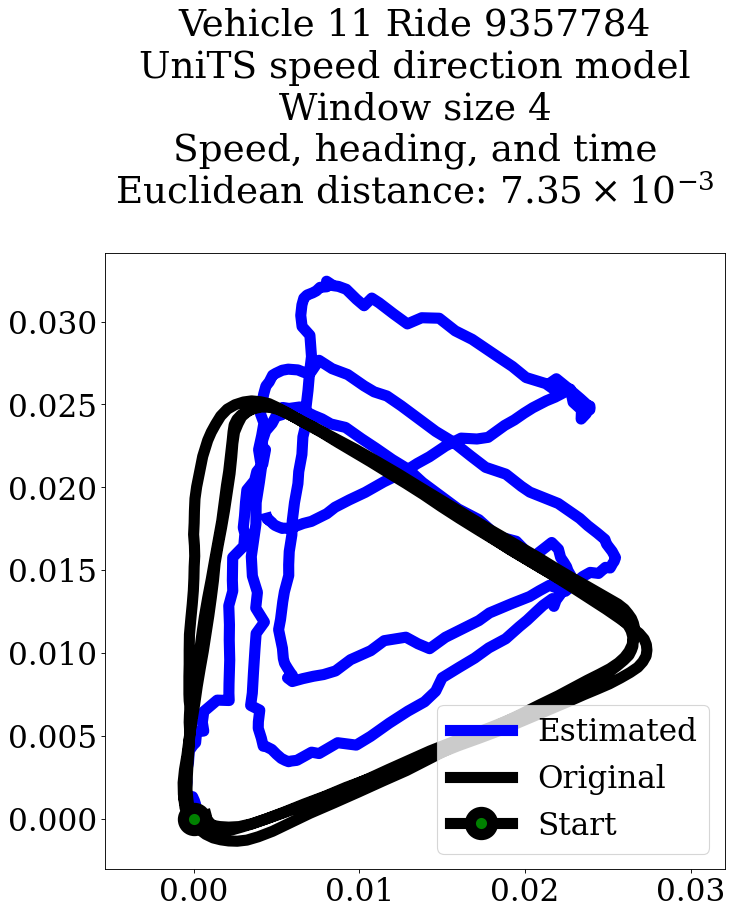 Vehicle 11 Ride 9357784
UniTS speed direction model
Window size 4
Speed, heading, and time
Euclidean distance: $7.35 × 10^{-3}$
0.030
0.025
0.020
0.015
0.010
0.005
0.000
Estimated
Original
Start
0.00 0.01 0.02 0.03